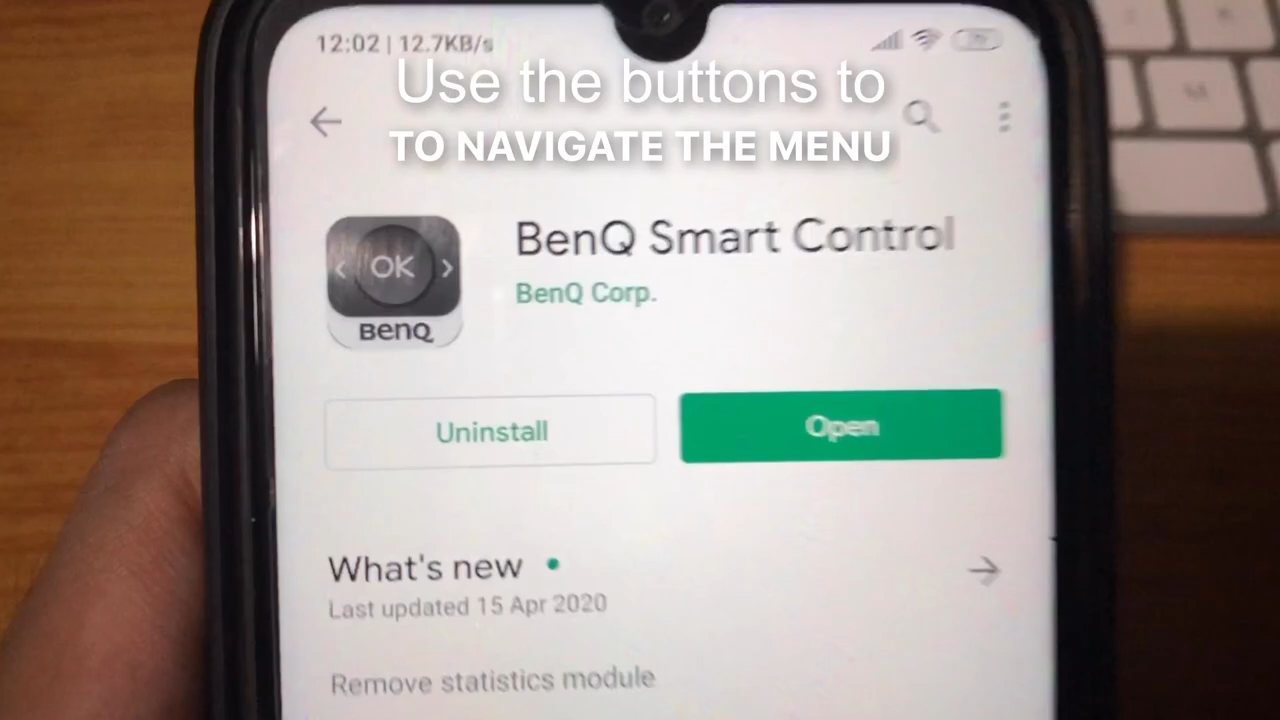 12:02 | 12.7KB/s
Use the buttons to
TO NAVIGATE THE MENU
BenQ Smart Control
BenQ Corp.
< OK >
BenQ
Uninstall
Open
What's new
Last updated 15 Apr 2020
Remove statistics module